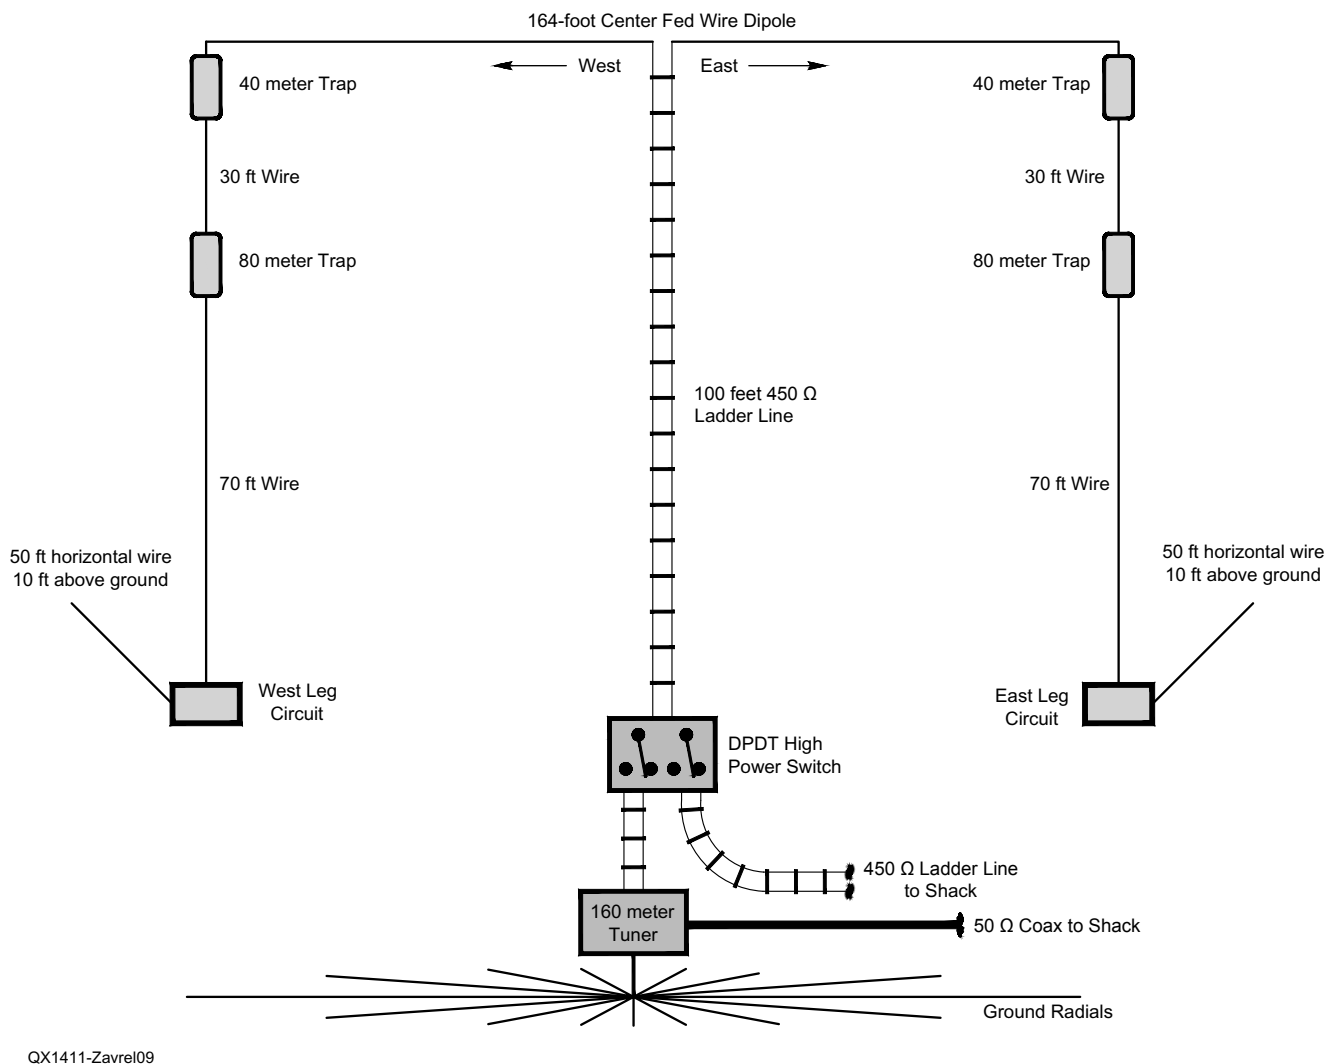 164-foot Center Fed Wire Dipole
West
East
40 meter Trap
40 meter Trap
30 ft Wire
30 ft Wire
80 meter Trap
80 meter Trap
100 feet 450 Ω
Ladder Line
70 ft Wire
70 ft Wire
50 ft horizontal wire
10 ft above ground
50 ft horizontal wire
10 ft above ground
West Leg
Circuit
East Leg
Circuit
DPDT High
Power Switch
450 Ω Ladder Line
to Shack
160 meter
Tuner
50 Ω Coax to Shack
Ground Radials
QX1411-Zavrel09